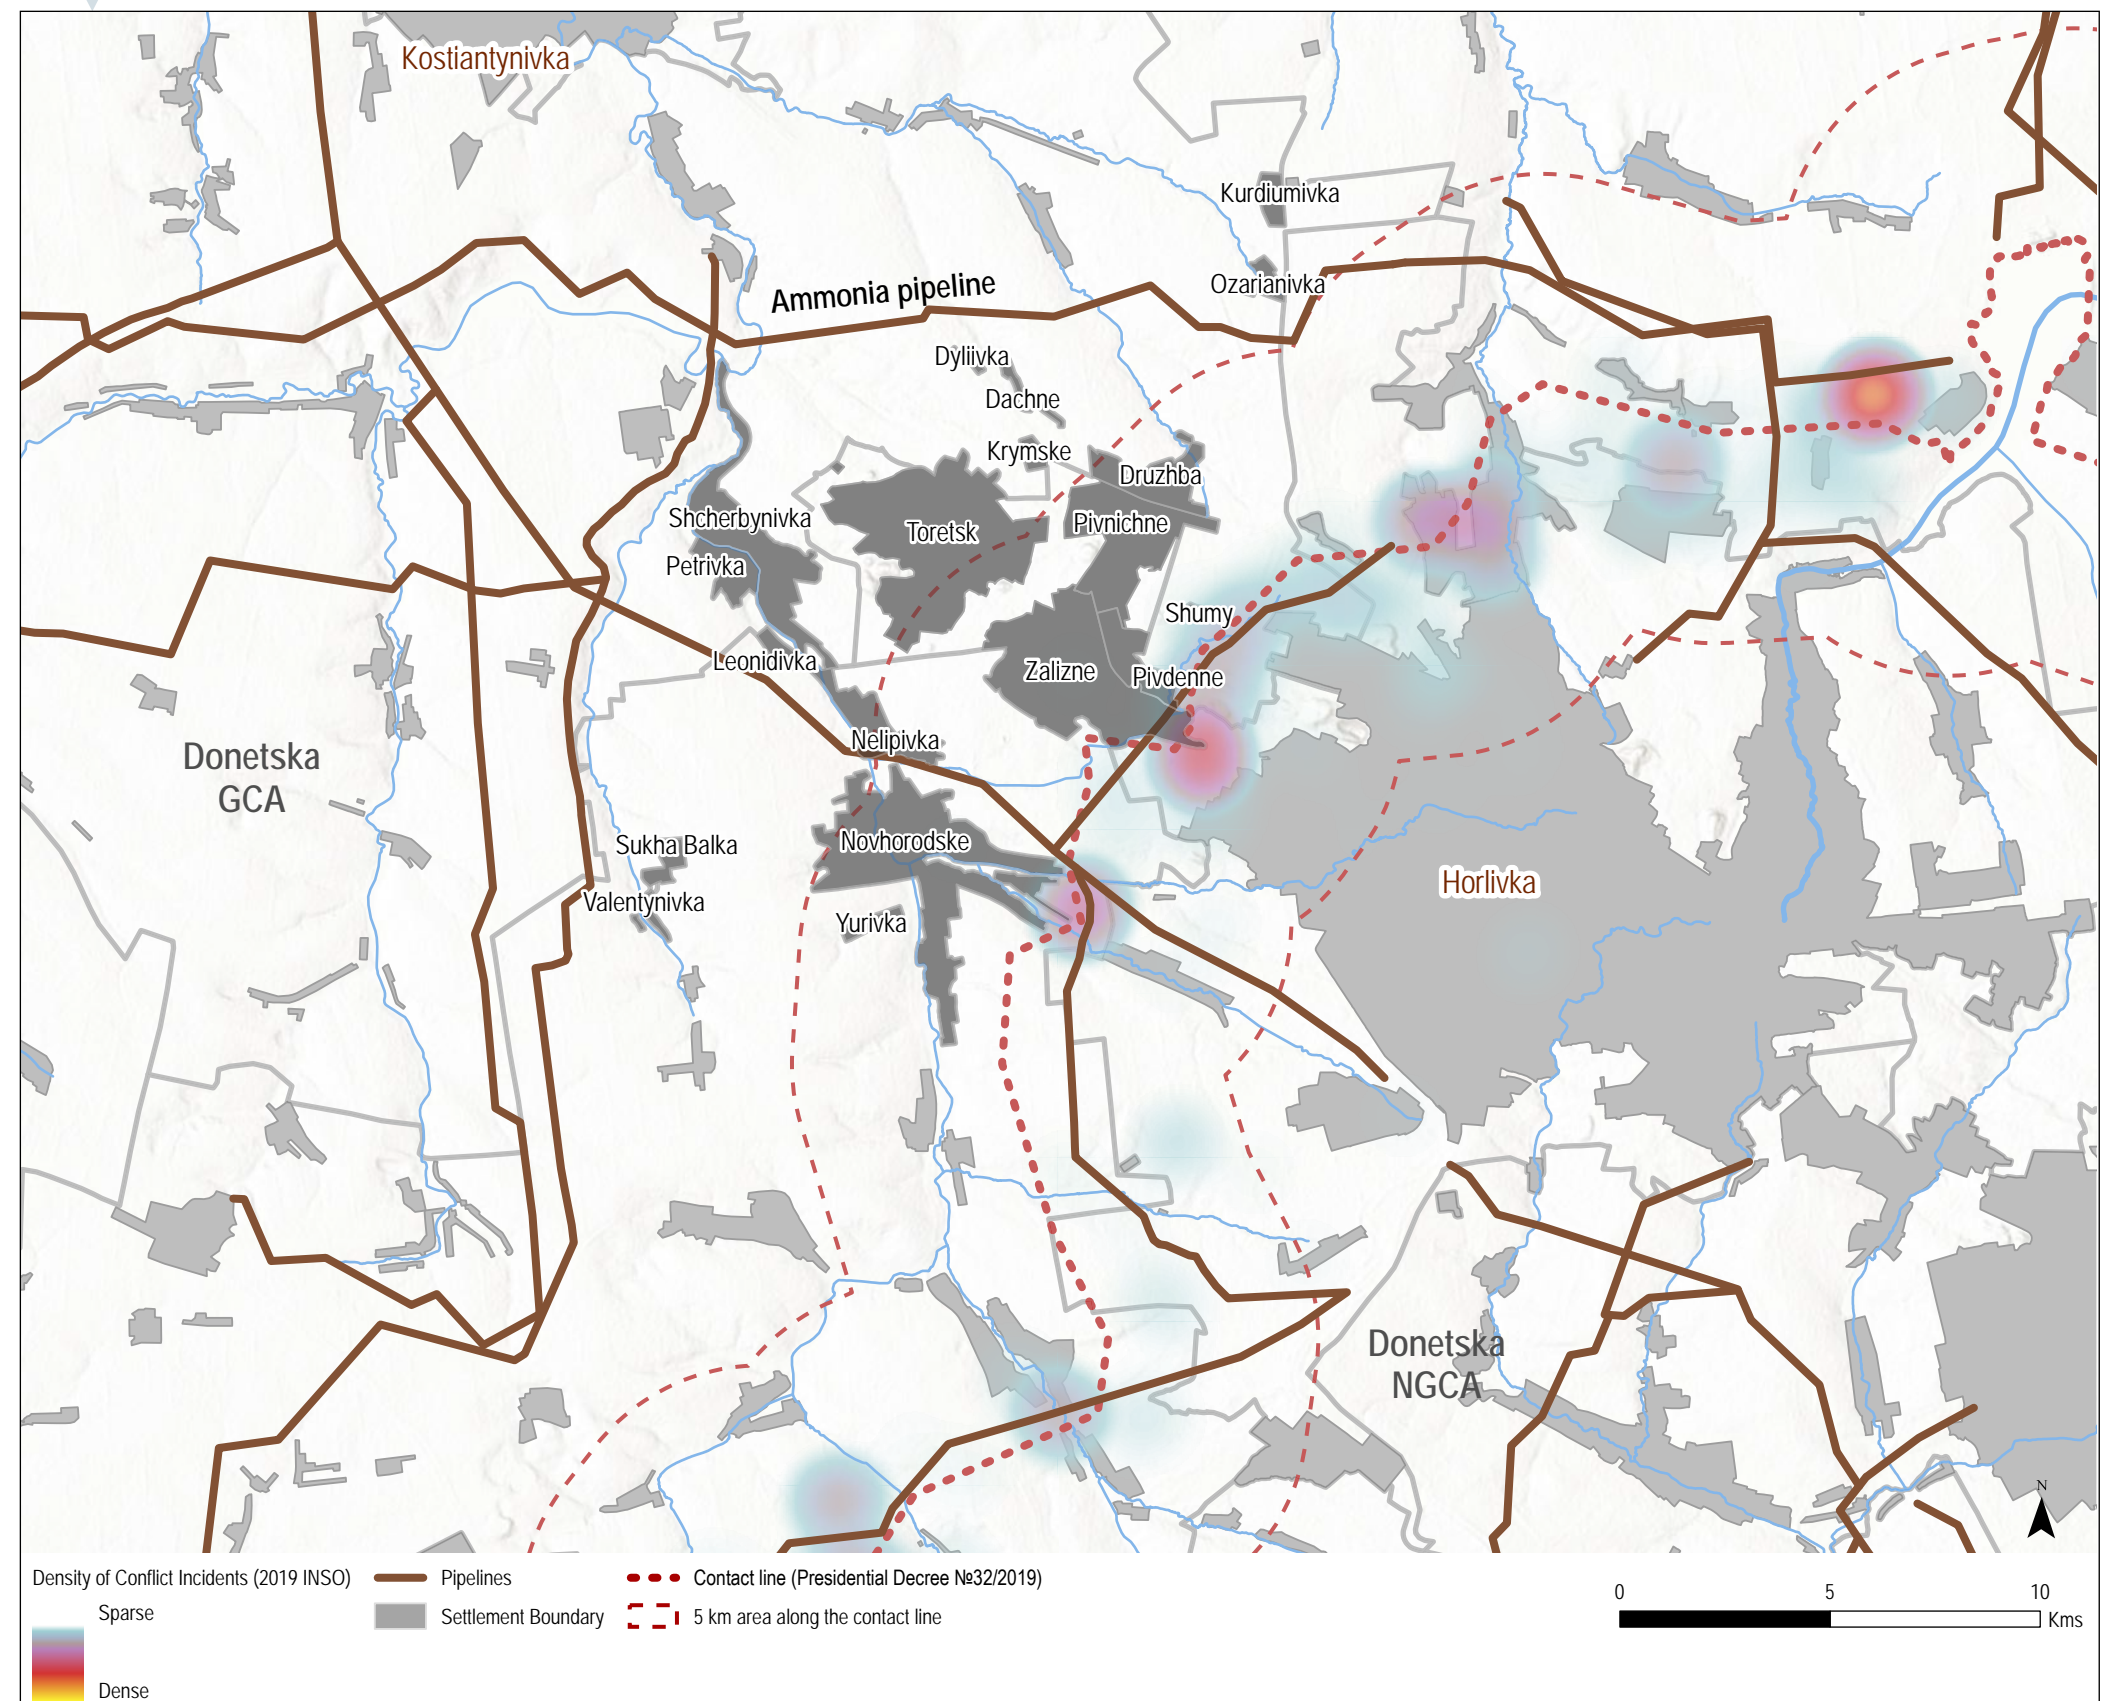 Kostiantynivka
Kurdiumivka
Ozarianivka
Ammonia pipeline
Dyliivka
Dachne
Krymske
Druzhba
Shcherbynivka
Toretsk
Pivnichne
Petrivka
Shumy
Leonidivka
Zalizne
Pivdenne
Nelipivka
Donetska
GCA
Sukha Balka
Novhorodske
Horlivka
Valentynivka
Yurivka
Donetska
NGCA
N
Density of Conflict Incidents (2019 INSO)
Sparse
Dense
Pipelines
Settlement Boundary
Contact line (Presidential Decree №32/2019)
5 km area along the contact line
0 5 10
Kms